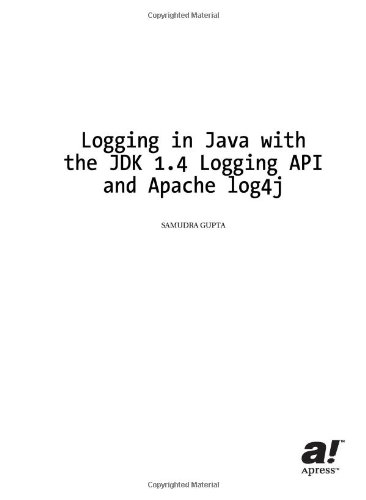 Copyrighted Material
Logging in Java with
the JDK 1.4 Logging API
and Apache log4j
SAMUDRA GUPTA
a!™
Apress™
Copyrighted Material